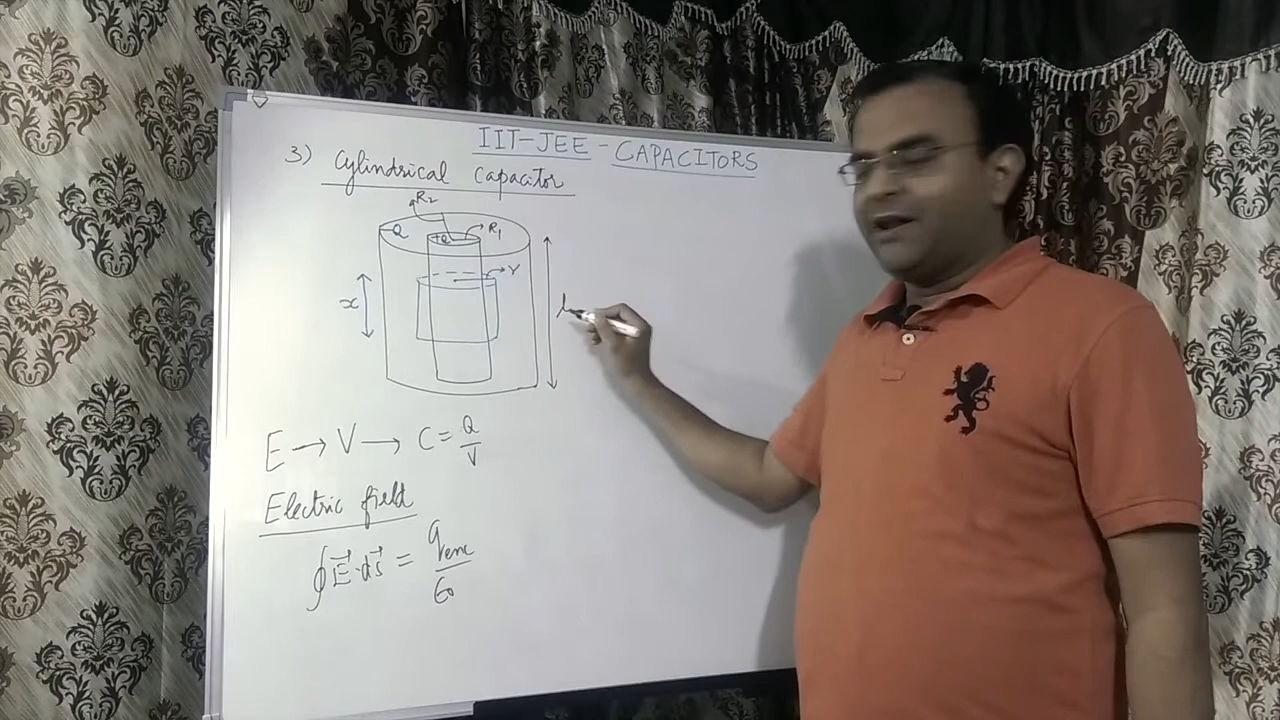 IIT-JEE - CAPACITORS
3) Cylindrical capacitor
R₂
-Q
+Q
R₁
r
x
l
E → V → C = Q/V
Electric field
∮E⃗·ds⃗ = qenc/ϵ₀